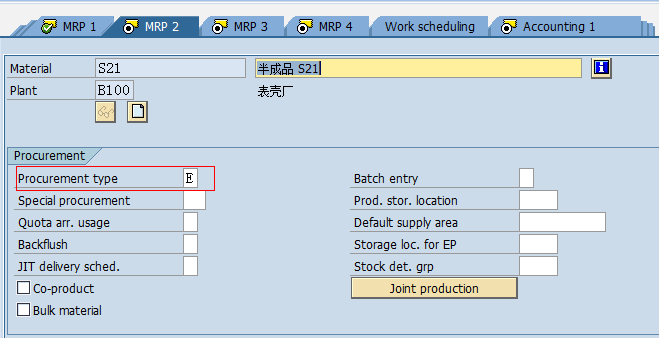 MRP 1 MRP 2 MRP 3 MRP 4 Work scheduling Accounting 1
Material S21 半成品 S21
Plant B100 表壳厂
Procurement
Procurement type E Batch entry
Special procurement Prod. stor. location
Quota arr. usage Default supply area
Backflush Storage loc. for EP
JIT delivery sched. Stock det. grp
Co-product Joint production
Bulk material